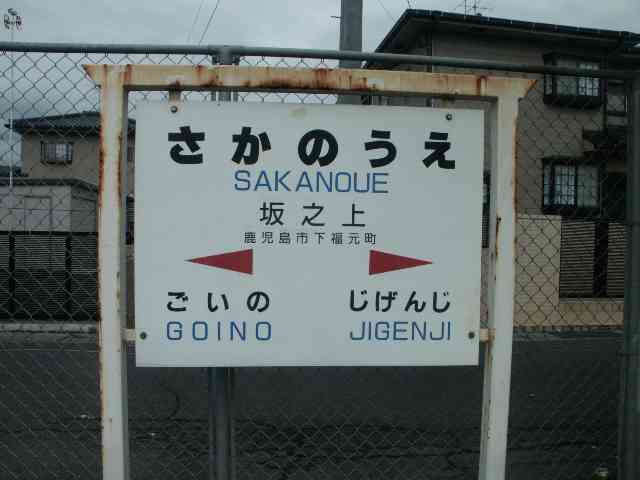 さかのうえ
SAKANOUE
坂之上
鹿児島市下福元町
ごいの じげんじ
GOINO JIGENJI